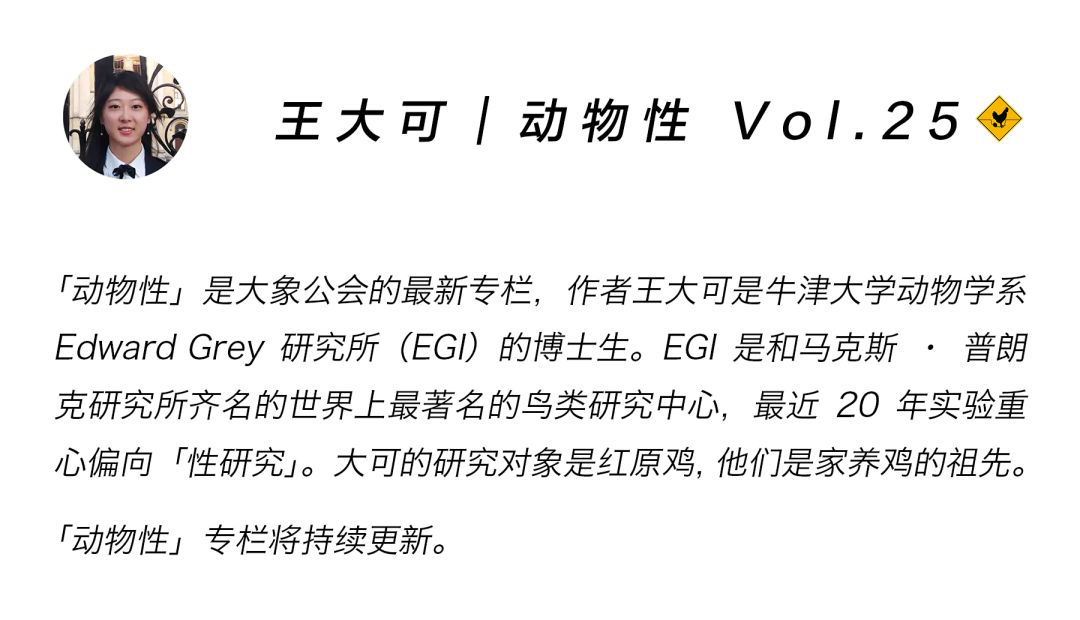 王大可｜动物性 Vol.25
「动物性」是大象公会的最新专栏，作者王大可是牛津大学动物学系
Edward Grey 研究所（EGI）的博士生。EGI 是和马克斯 · 普朗
克研究所齐名的世界上最著名的鸟类研究中心，最近 20 年实验重
心偏向「性研究」。大可的研究对象是红原鸡, 他们是家养鸡的祖先。
「动物性」专栏将持续更新。